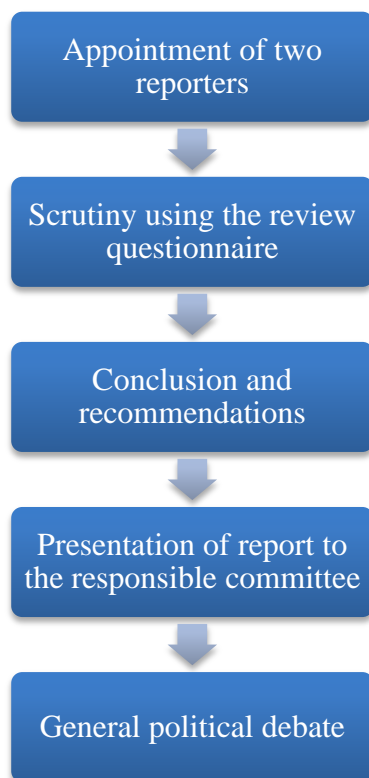 Appointment of two
reporters
Scrutiny using the review
questionnaire
Conclusion and
recommendations
Presentation of report to
the responsible committee
General political debate